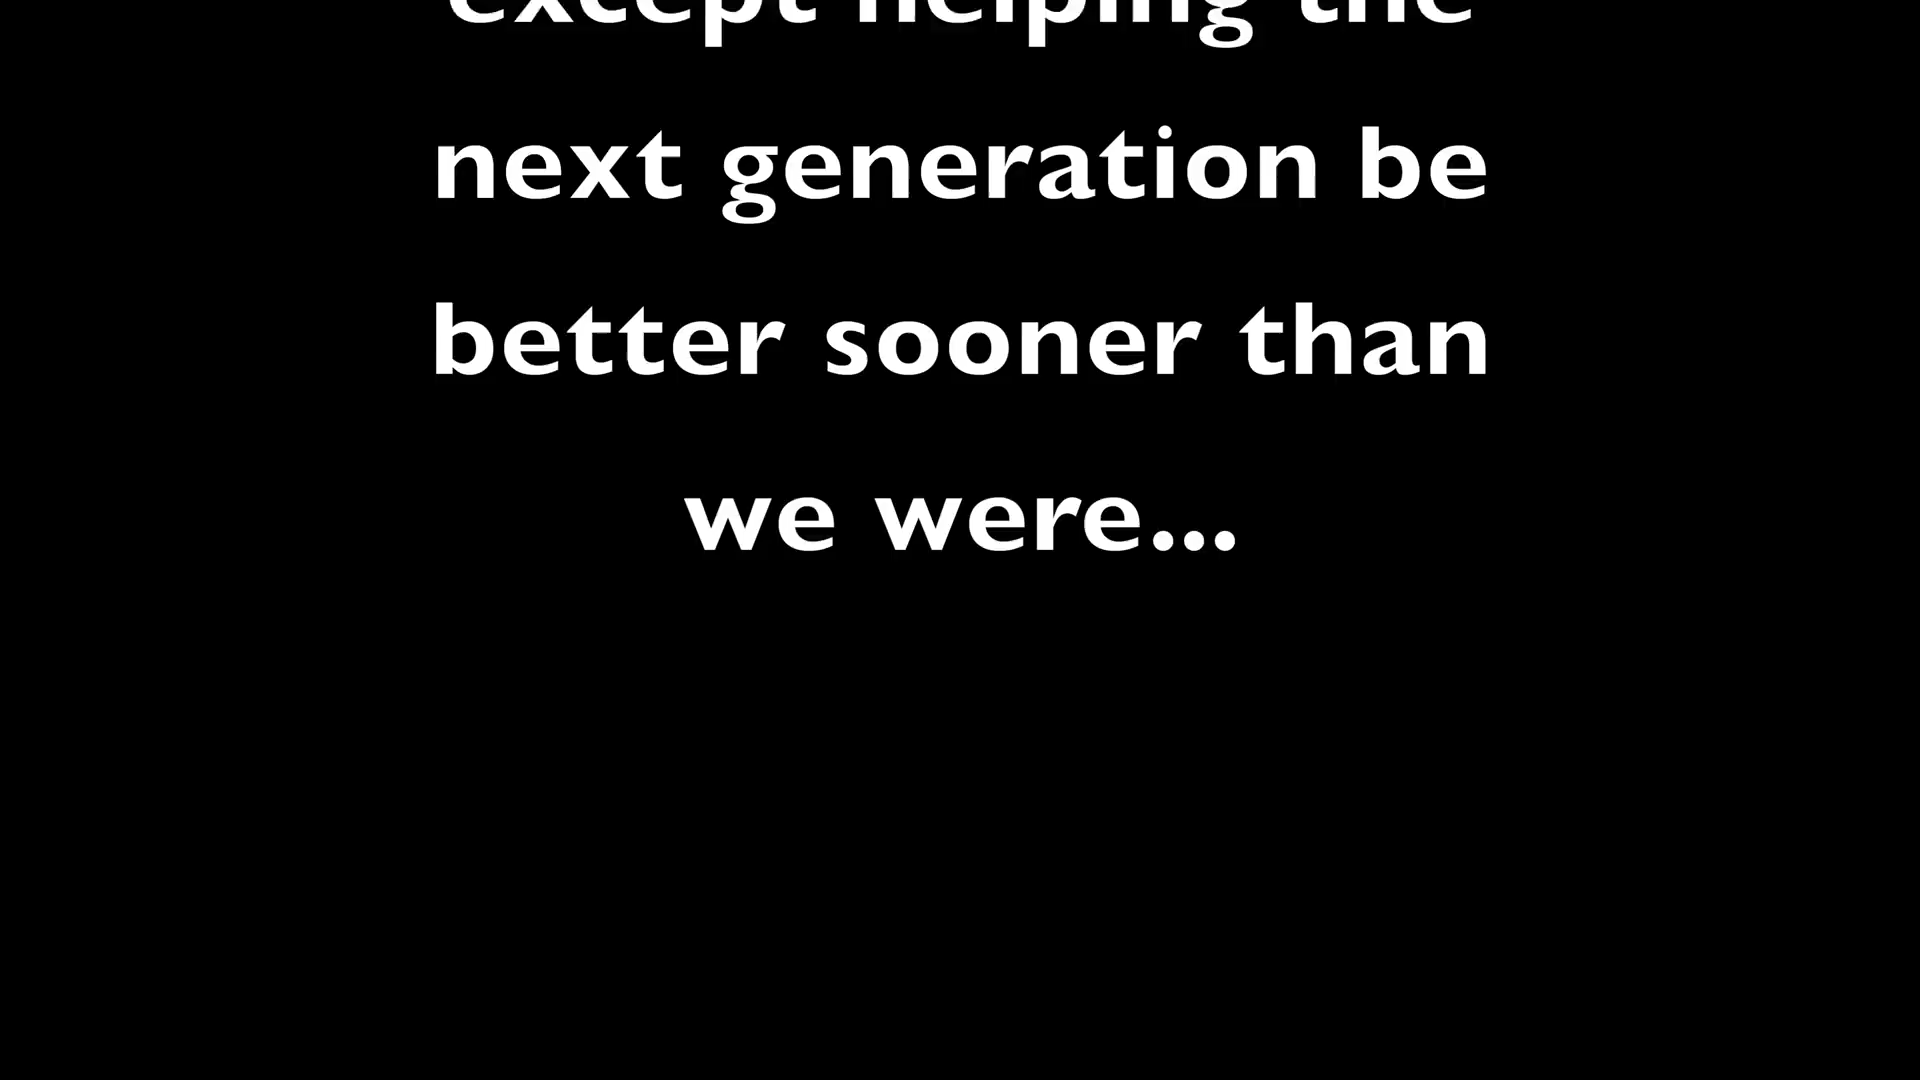 except helping the
next generation be
better sooner than
we were...